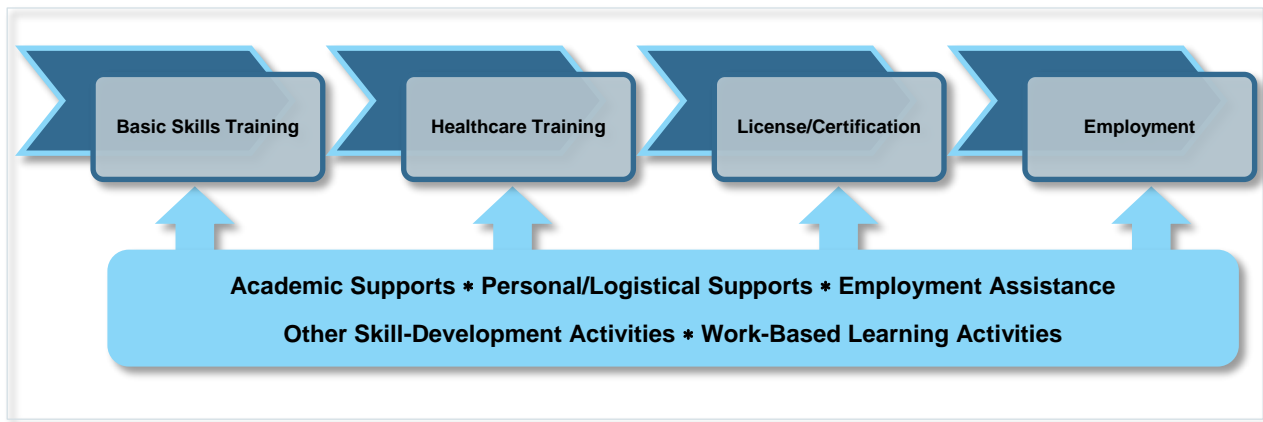 Basic Skills Training
Healthcare Training
License/Certification
Employment
Academic Supports * Personal/Logistical Supports * Employment Assistance
Other Skill-Development Activities * Work-Based Learning Activities